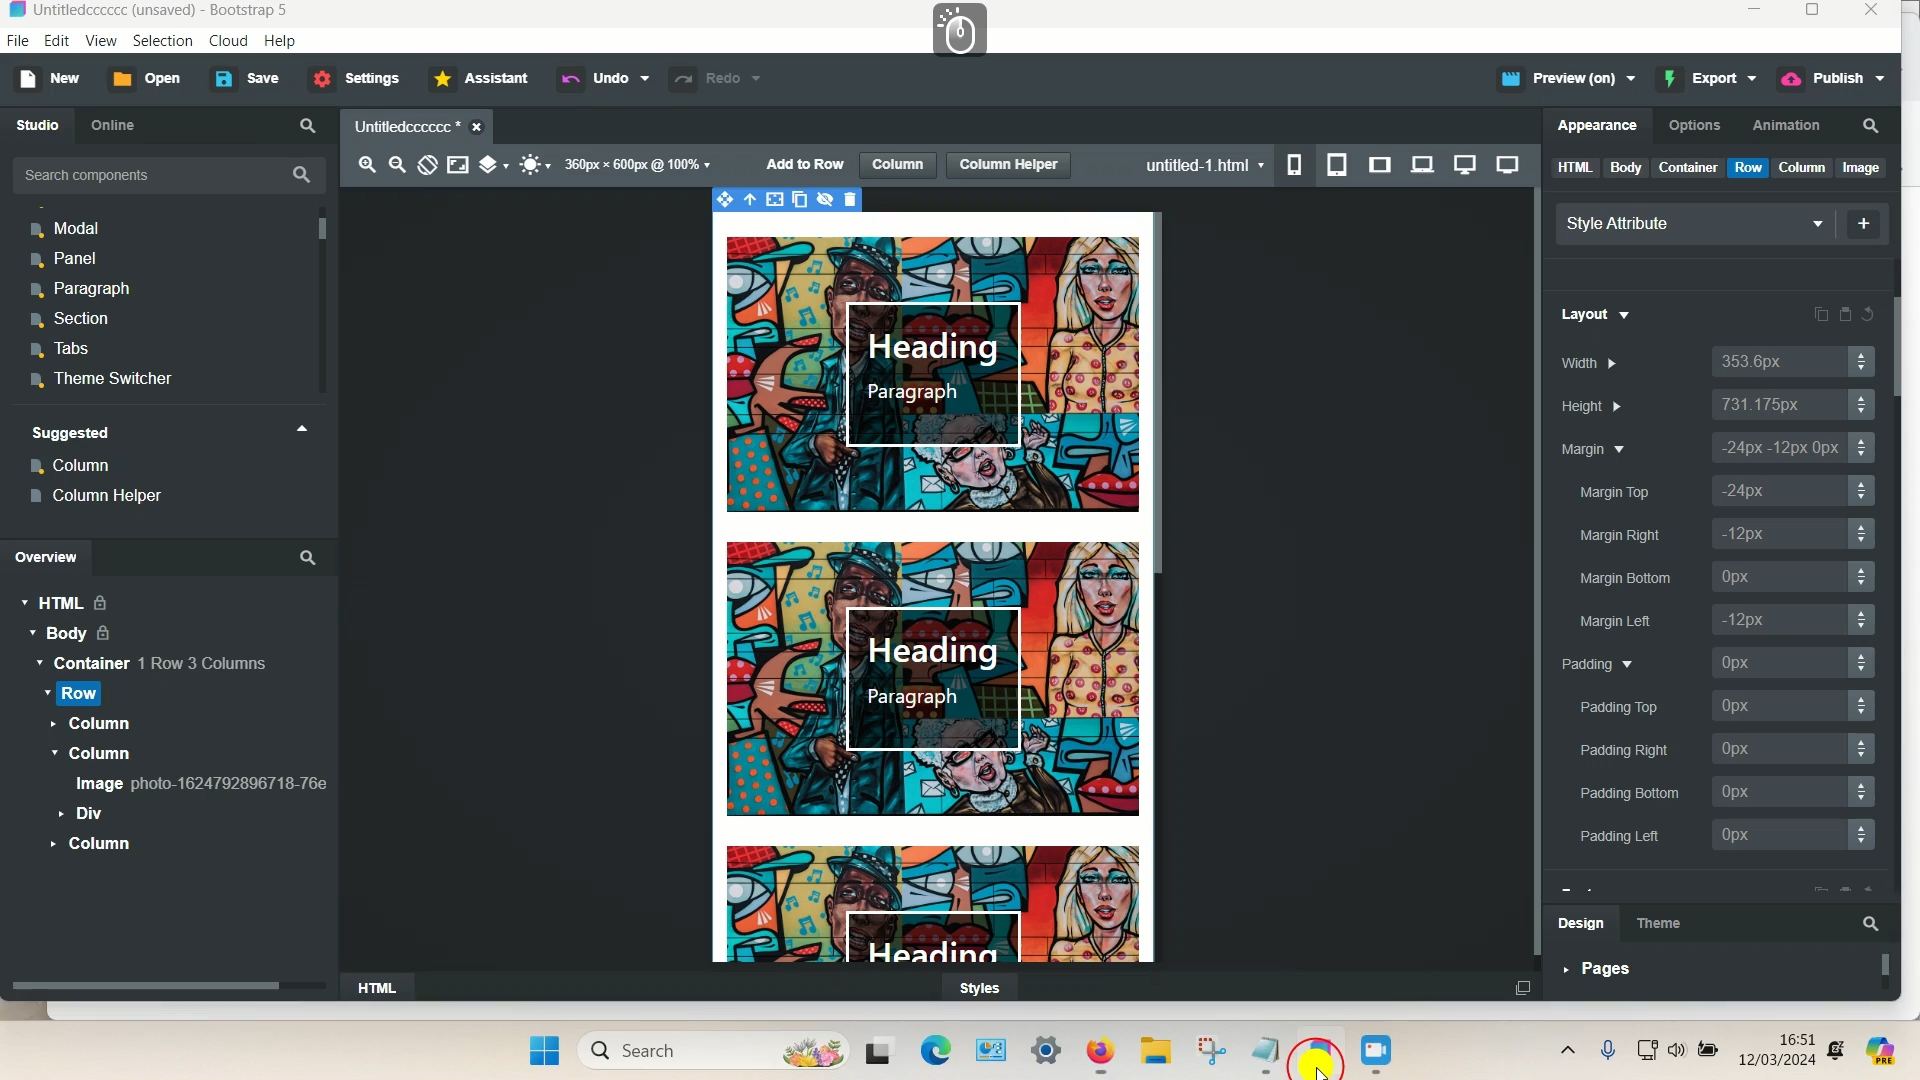 Untitledcccccc (unsaved) - Bootstrap 5
File Edit View Selection Cloud Help
New Open Save Settings Assistant Undo Redo Preview (on) Export Publish
Studio Online
Untitledcccccc *
Appearance Options Animation
Search components
360px × 600px @ 100%
Add to Row Column Column Helper
untitled-1.html
HTML Body Container Row Column Image
Style Attribute
Modal
Panel
Paragraph
Section
Tabs
Theme Switcher
Suggested
Column
Column Helper
Overview
HTML
Body
Container 1 Row 3 Columns
Row
Column
Column
Image photo-1624792896718-76e
Div
Column
Heading
Paragraph
Heading
Paragraph
Heading
Layout
Width 353.6px
Height 731.175px
Margin -24px -12px 0px
Margin Top -24px
Margin Right -12px
Margin Bottom 0px
Margin Left -12px
Padding 0px
Padding Top 0px
Padding Right 0px
Padding Bottom 0px
Padding Left 0px
Design Theme
Pages
HTML
Styles
Search
16:51
12/03/2024
PRE